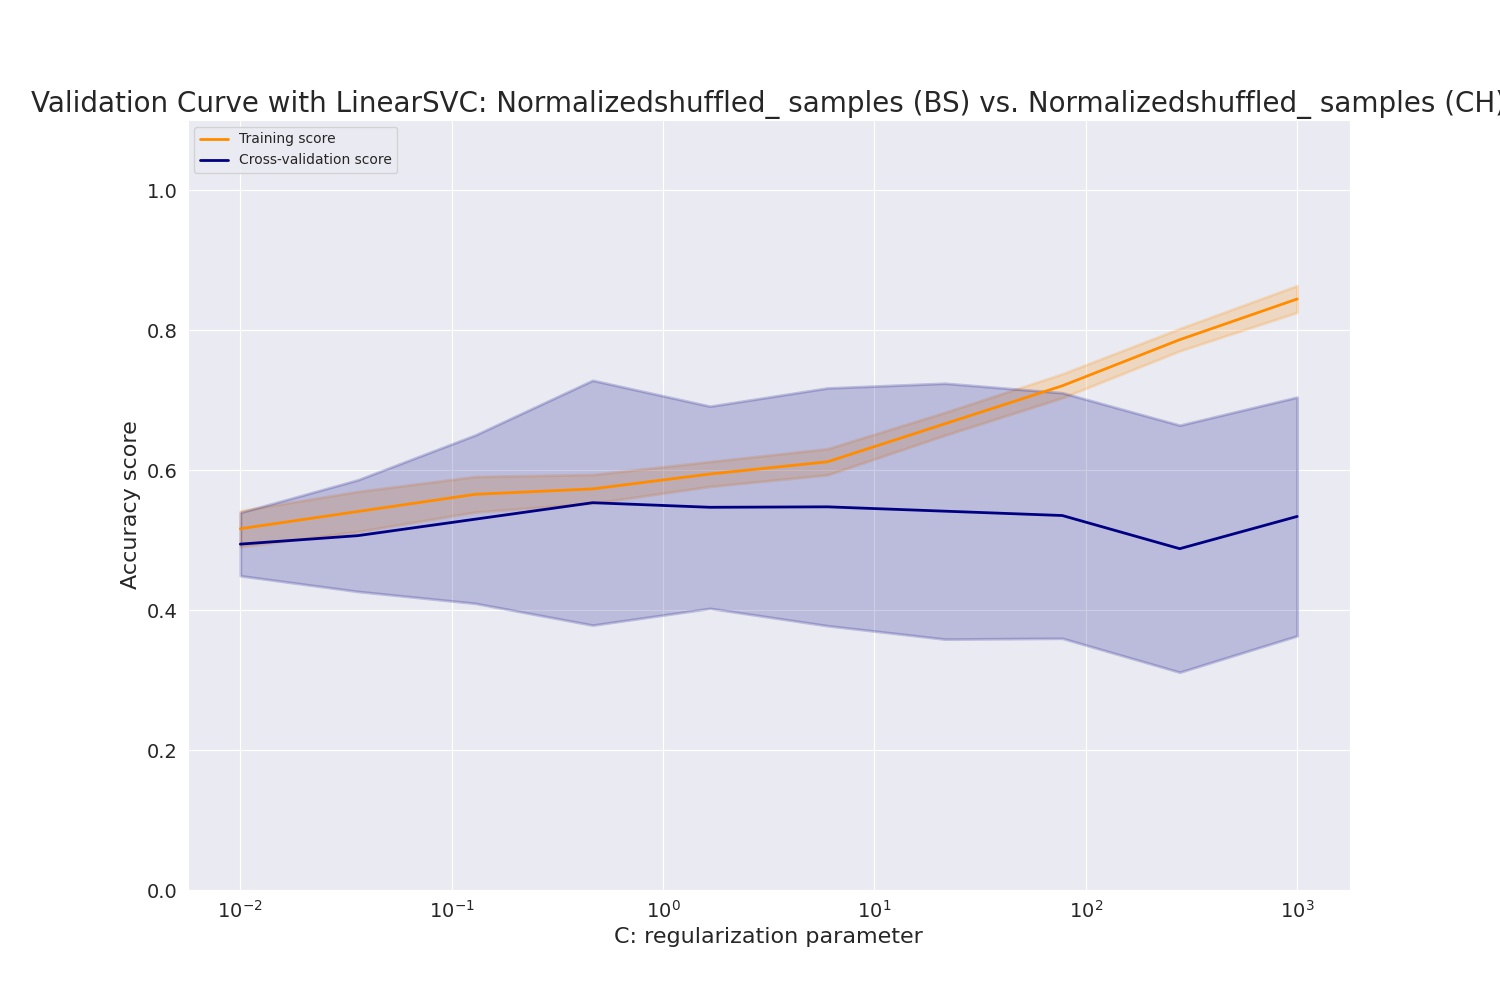 Validation Curve with LinearSVC: Normalizedshuffled_ samples (BS) vs. Normalizedshuffled_ samples (CH)
Training score
Cross-validation score
1.0
0.8
0.6
0.4
0.2
0.0
Accuracy score
10⁻² 10⁻¹ 10⁰ 10¹ 10² 10³
C: regularization parameter